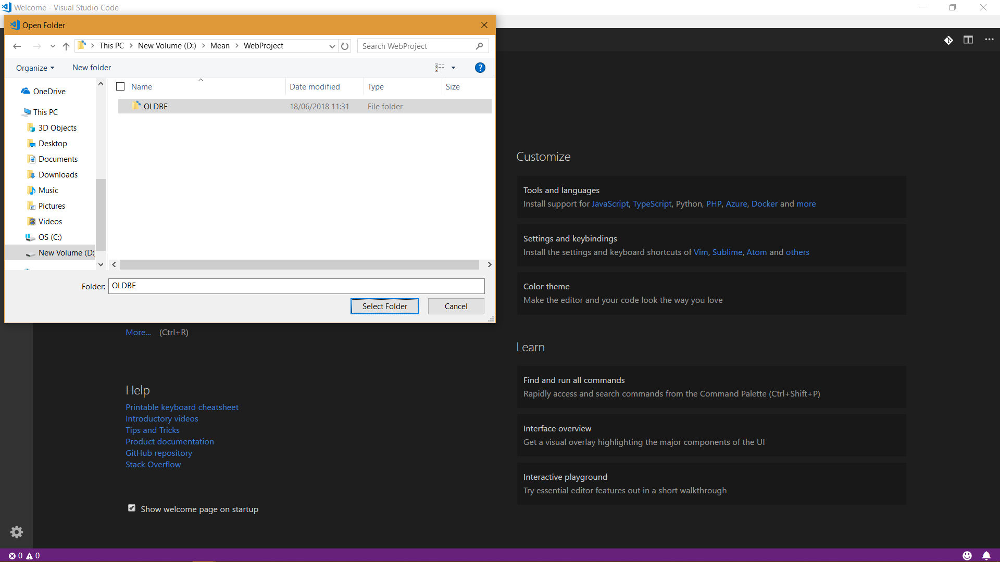 Welcome - Visual Studio Code
Open Folder
This PC > New Volume (D:) > Mean > WebProject
Search WebProject
Organize
New folder
?
Name
Date modified
Type
Size
OLDBE
18/06/2018 11:31
File folder
OneDrive
This PC
3D Objects
Desktop
Documents
Downloads
Music
Pictures
Videos
OS (C:)
New Volume (D:)
Folder: OLDBE
Select Folder
Cancel
More... (Ctrl+R)
Help
Printable keyboard cheatsheet
Introductory videos
Tips and Tricks
Product documentation
GitHub repository
Stack Overflow
Show welcome page on startup
Customize
Tools and languages
Install support for JavaScript, TypeScript, Python, PHP, Azure, Docker and more
Settings and keybindings
Install the settings and keyboard shortcuts of Vim, Sublime, Atom and others
Color theme
Make the editor and your code look the way you love
Learn
Find and run all commands
Rapidly access and search commands from the Command Palette (Ctrl+Shift+P)
Interface overview
Get a visual overlay highlighting the major components of the UI
Interactive playground
Try essential editor features out in a short walkthrough
0 0